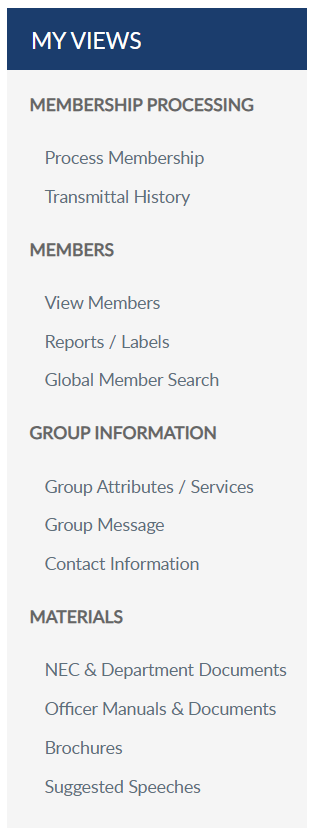 MY VIEWS
MEMBERSHIP PROCESSING
Process Membership
Transmittal History
MEMBERS
View Members
Reports / Labels
Global Member Search
GROUP INFORMATION
Group Attributes / Services
Group Message
Contact Information
MATERIALS
NEC & Department Documents
Officer Manuals & Documents
Brochures
Suggested Speeches